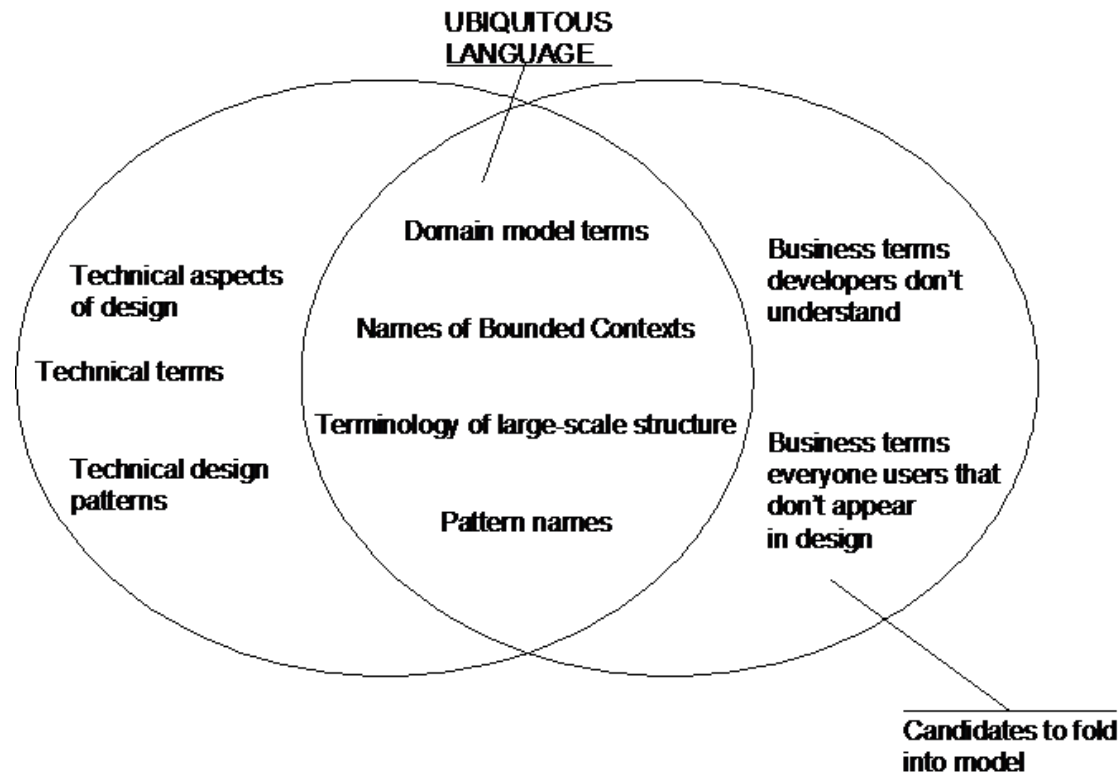 UBIQUITOUS
LANGUAGE
Domain model terms
Names of Bounded Contexts
Terminology of large-scale structure
Pattern names
Technical aspects
of design
Technical terms
Technical design
patterns
Business terms
developers don't
understand
Business terms
everyone users that
don't appear
in design
Candidates to fold
into model